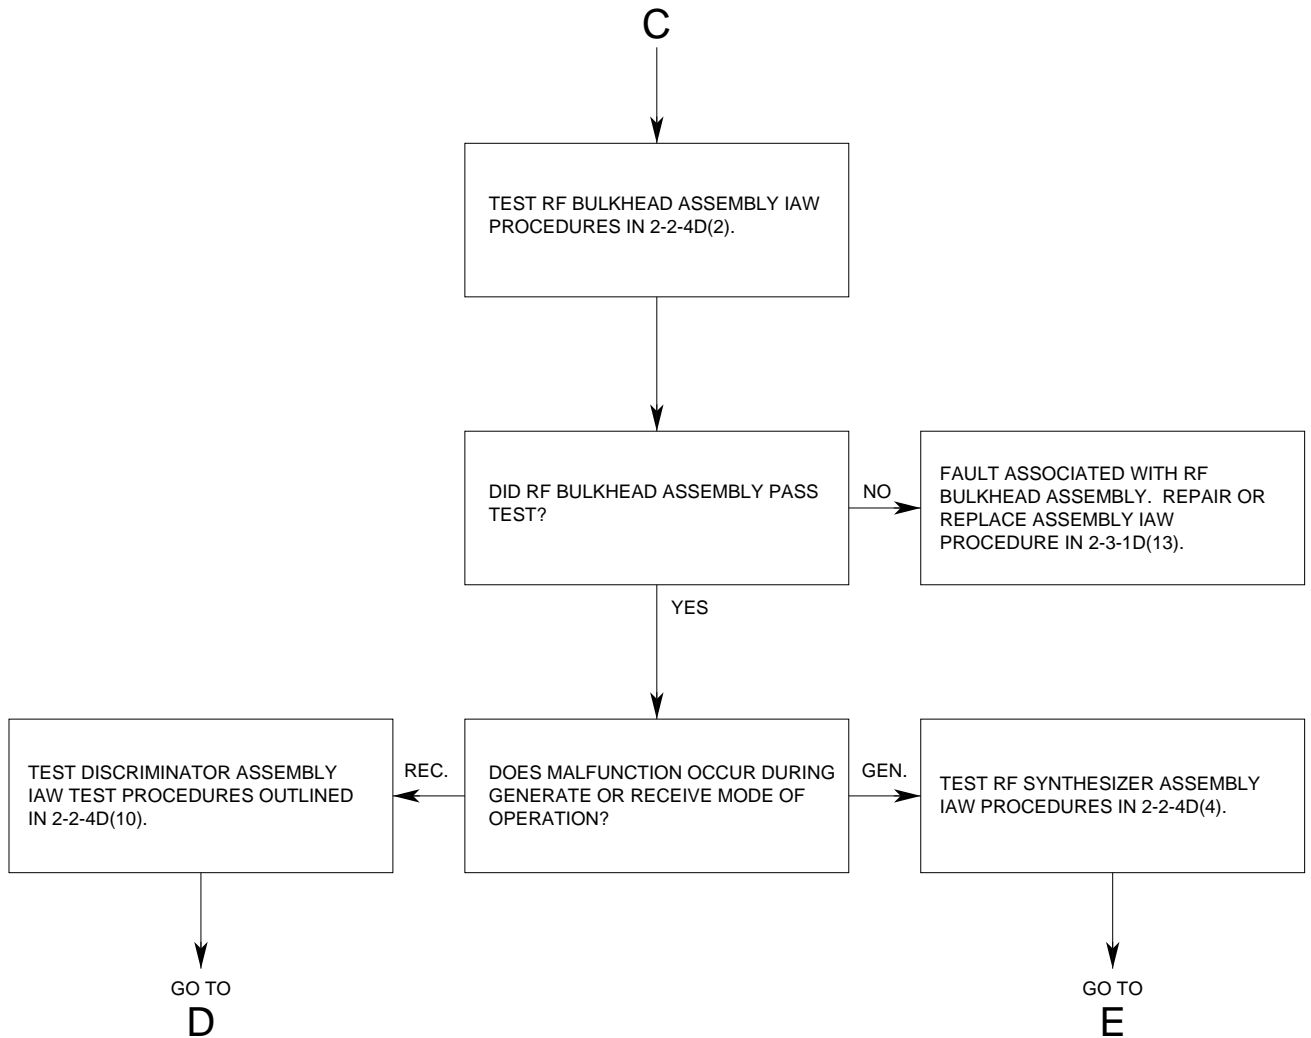 C
TEST RF BULKHEAD ASSEMBLY IAW
PROCEDURES IN 2-2-4D(2).
DID RF BULKHEAD ASSEMBLY PASS
TEST?
NO
FAULT ASSOCIATED WITH RF
BULKHEAD ASSEMBLY.  REPAIR OR
REPLACE ASSEMBLY IAW
PROCEDURE IN 2-3-1D(13).
YES
TEST DISCRIMINATOR ASSEMBLY
IAW TEST PROCEDURES OUTLINED
IN 2-2-4D(10).
REC.
DOES MALFUNCTION OCCUR DURING
GENERATE OR RECEIVE MODE OF
OPERATION?
GEN.
TEST RF SYNTHESIZER ASSEMBLY
IAW PROCEDURES IN 2-2-4D(4).
GO TO
D
GO TO
E